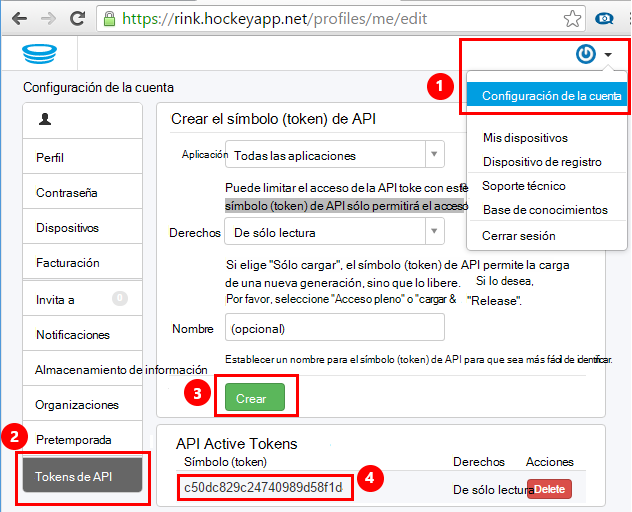 https://rink.hockeyapp.net/profiles/me/edit
1
Configuración de la cuenta
Configuración de la cuenta
Mis dispositivos
Dispositivo de registro
Soporte técnico
Base de conocimientos
Cerrar sesión
Perfil
Contraseña
Dispositivos
Facturación
Invita a 0
Notificaciones
Almacenamiento de información
Organizaciones
Pretemporada
2
Tokens de API
Crear el símbolo (token) de API
Aplicación Todas las aplicaciones
Puede limitar el acceso de la API toke con este
símbolo (token) de API sólo permitirá el acceso
Derechos De sólo lectura
Si elige "Sólo cargar", el símbolo (token) de API permite la carga
de una nueva generación, sino que lo libere. Si lo desea,
Por favor, seleccione "Acceso pleno" o "cargar & "Release".
Nombre (opcional)
Establecer un nombre para el símbolo (token) de API para que sea más fácil de identificar.
3
Crear
API Active Tokens
Símbolo (token) Derechos Acciones
c50dc829c24740989d58f1d 4 De sólo lectura Delete